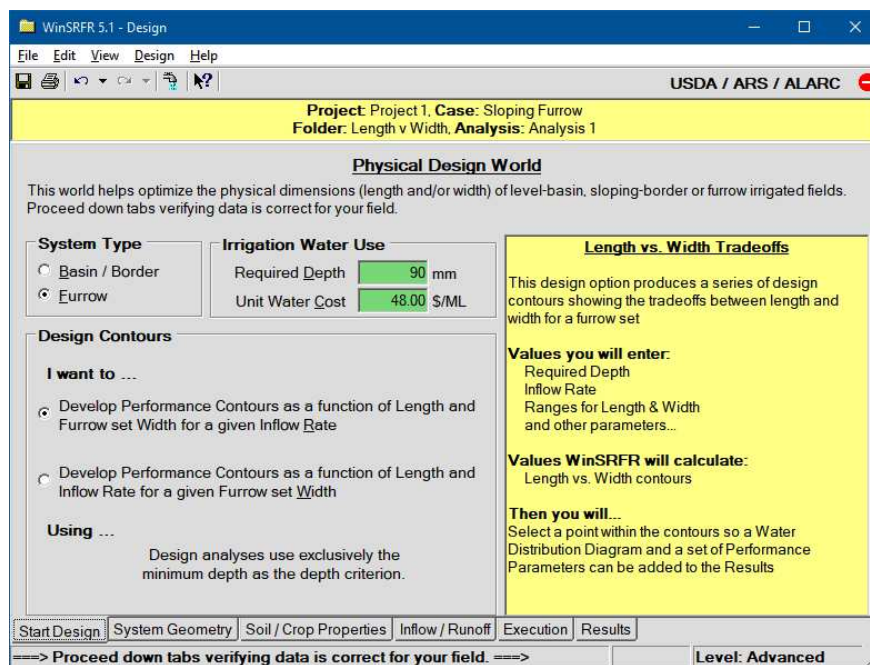 WinSRFR 5.1 - Design
File Edit View Design Help
USDA / ARS / ALARC
Project: Project 1, Case: Sloping Furrow
Folder: Length v Width, Analysis: Analysis 1
Physical Design World
This world helps optimize the physical dimensions (length and/or width) of level-basin, sloping-border or furrow irrigated fields.
Proceed down tabs verifying data is correct for your field.
System Type
Basin / Border
Furrow
Irrigation Water Use
Required Depth 90 mm
Unit Water Cost 48.00 $/ML
Design Contours
I want to ...
Develop Performance Contours as a function of Length and
Furrow set Width for a given Inflow Rate
Develop Performance Contours as a function of Length and
Inflow Rate for a given Furrow set Width
Using ...
Design analyses use exclusively the
minimum depth as the depth criterion.
Length vs. Width Tradeoffs
This design option produces a series of design
contours showing the tradeoffs between length and
width for a furrow set
Values you will enter:
Required Depth
Inflow Rate
Ranges for Length & Width
and other parameters...
Values WinSRFR will calculate:
Length vs. Width contours
Then you will...
Select a point within the contours so a Water
Distribution Diagram and a set of Performance
Parameters can be added to the Results
Start Design System Geometry Soil / Crop Properties Inflow / Runoff Execution Results
===> Proceed down tabs verifying data is correct for your field. ===> Level: Advanced